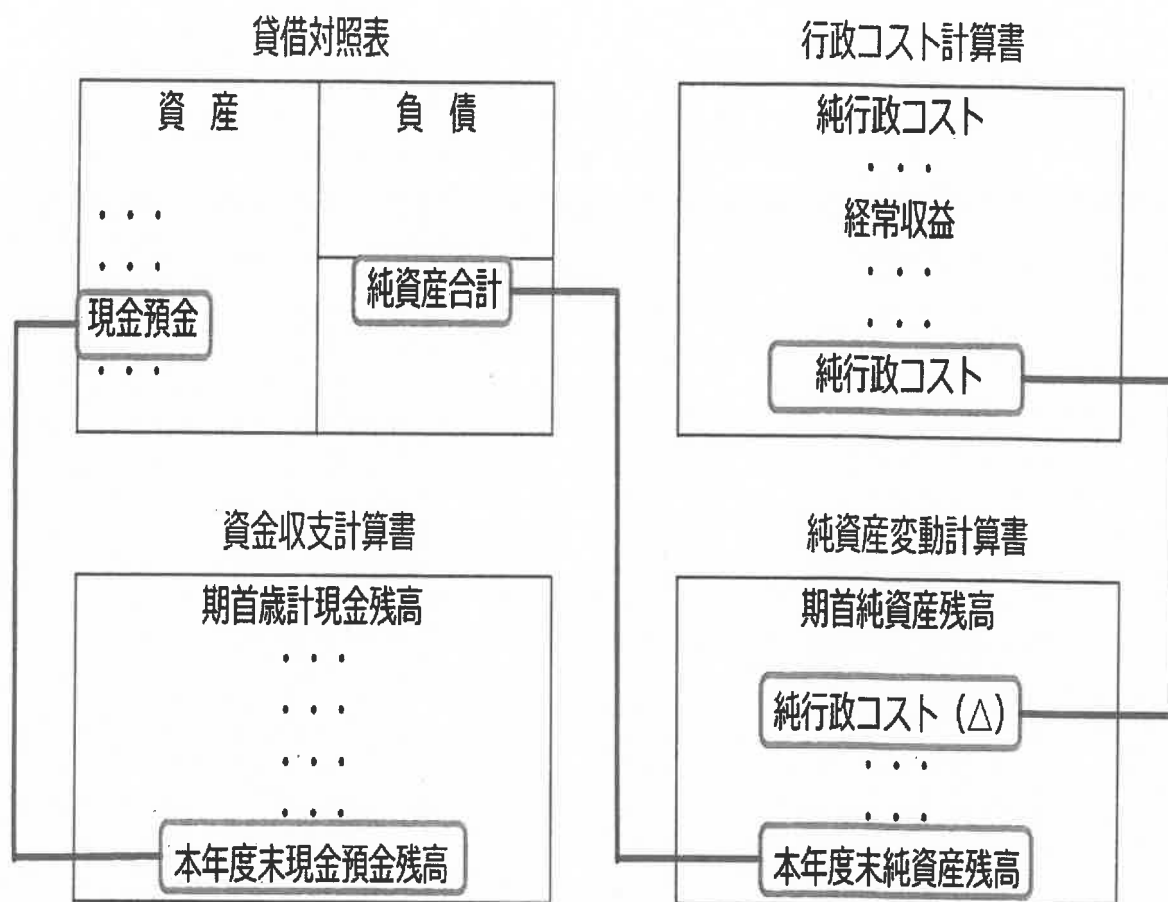 貸借対照表
資産
負債
・・・
・・・
現金預金
・・・
純資産合計
行政コスト計算書
純行政コスト
・・・
経常収益
・・・
・・・
純行政コスト
資金収支計算書
期首歳計現金残高
・・・
・・・
・・・
・・・
本年度末現金預金残高
純資産変動計算書
期首純資産残高
純行政コスト(△)
・・・
・・・
本年度末純資産残高